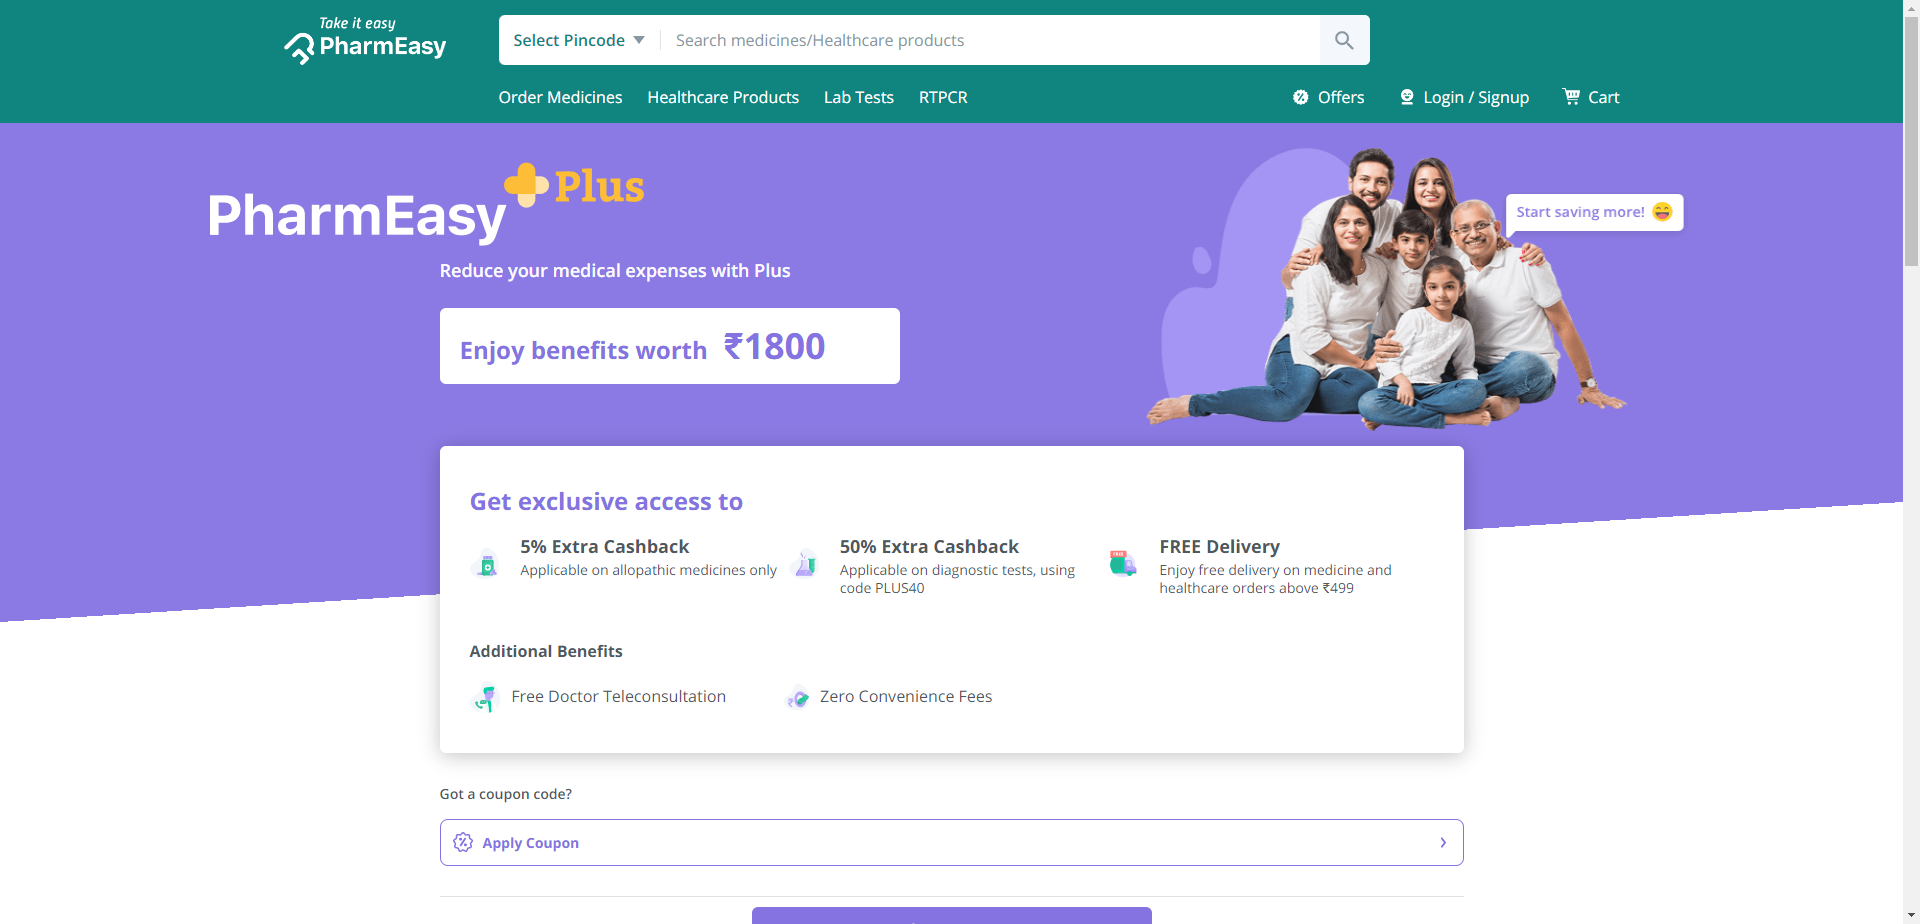 Take it easy
PharmEasy
Select Pincode
Search medicines/Healthcare products
Order Medicines
Healthcare Products
Lab Tests
RTPCR
Offers
Login / Signup
Cart
PharmEasy Plus
Start saving more!
Reduce your medical expenses with Plus
Enjoy benefits worth ₹1800
Get exclusive access to
5% Extra Cashback
Applicable on allopathic medicines only
50% Extra Cashback
Applicable on diagnostic tests, using
code PLUS40
FREE
FREE Delivery
Enjoy free delivery on medicine and
healthcare orders above ₹499
Additional Benefits
Free Doctor Teleconsultation
Zero Convenience Fees
Got a coupon code?
Apply Coupon